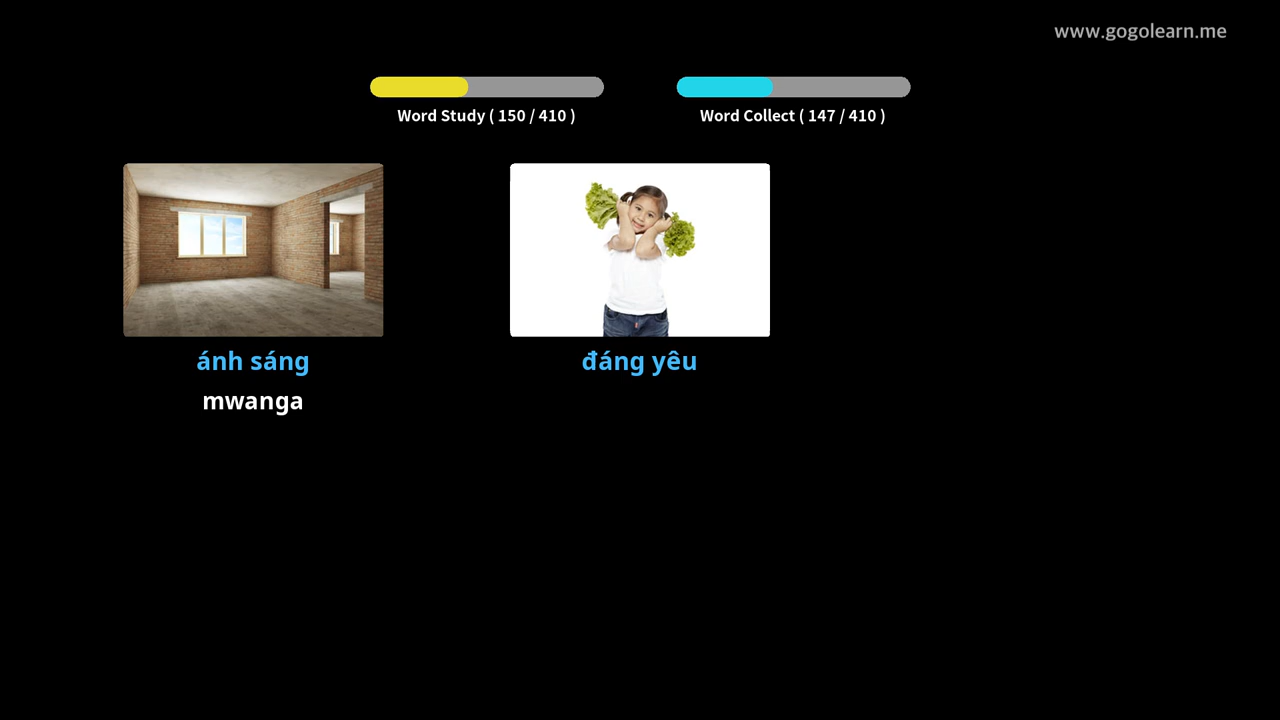 www.gogolearn.me
Word Study ( 150 / 410 )
Word Collect ( 147 / 410 )
ánh sáng
đáng yêu
mwanga